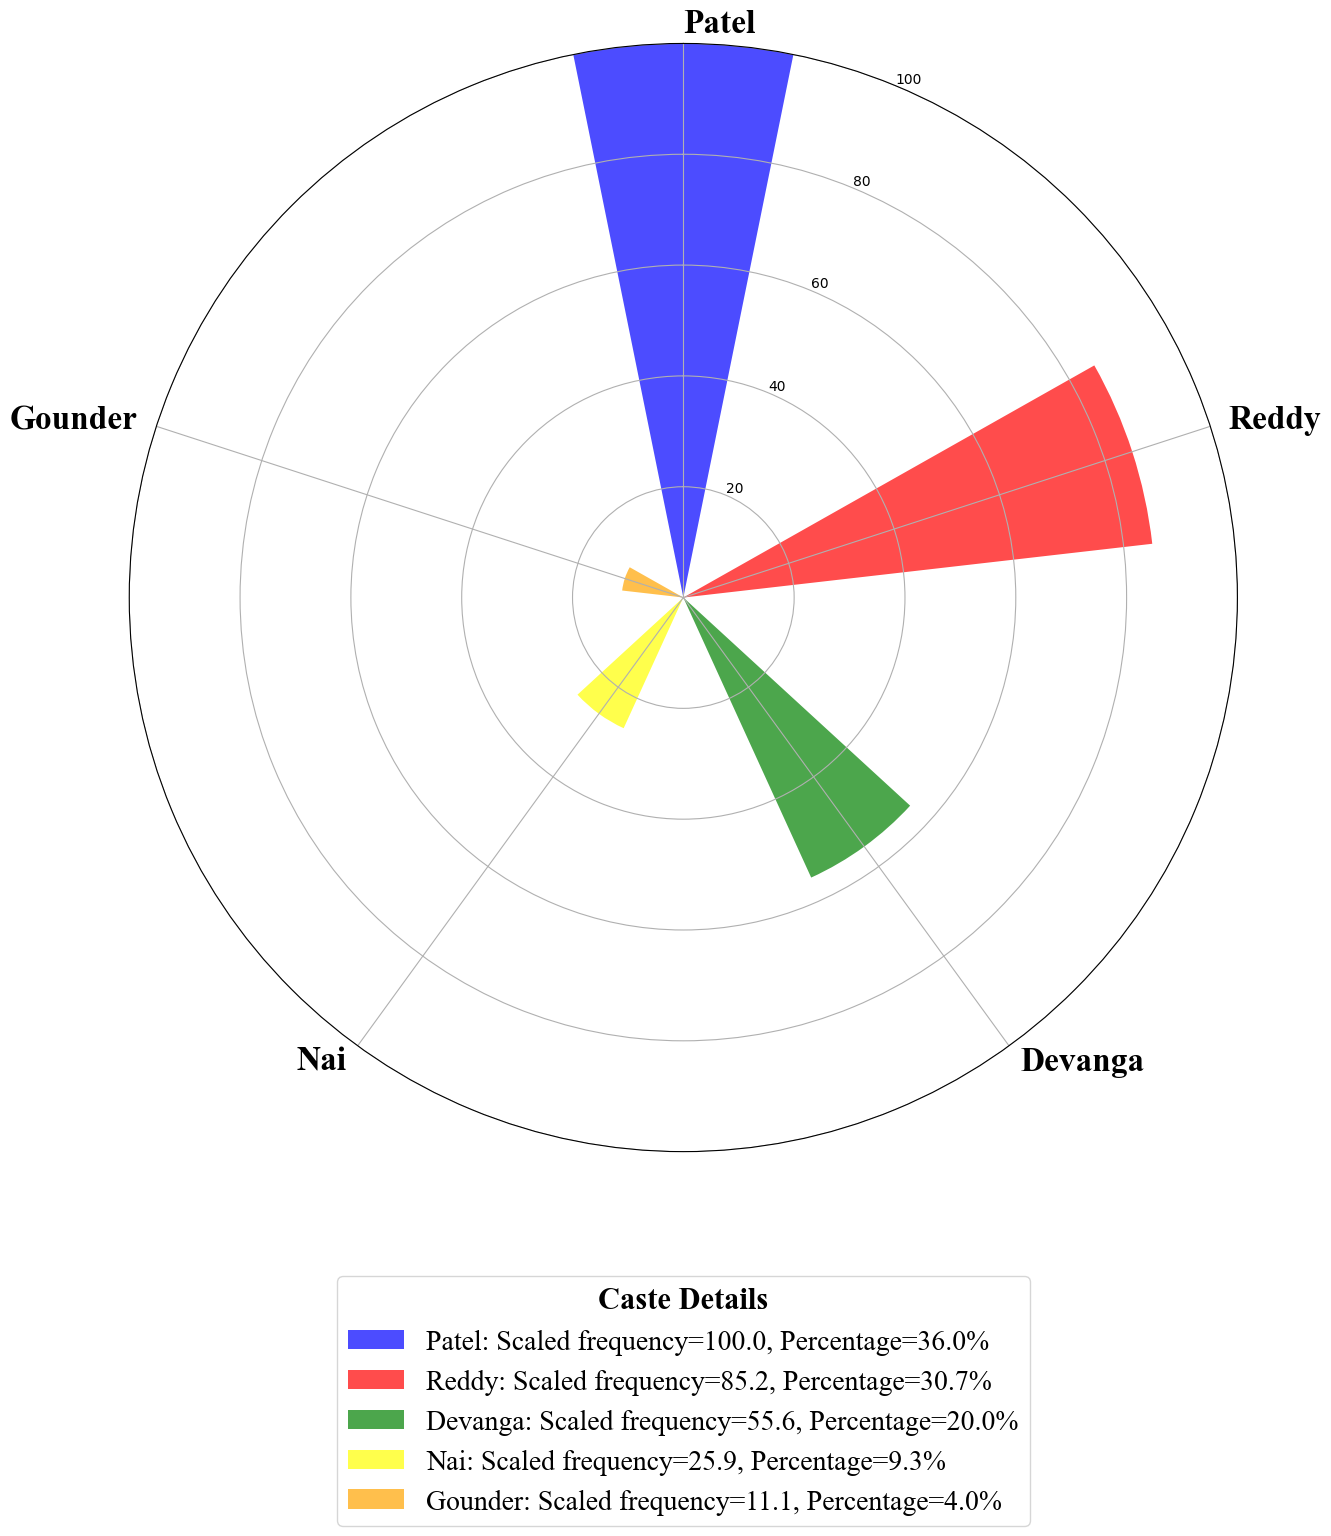 Patel
100
80
60
Gounder
40
Reddy
20
Nai
Devanga
Caste Details
Patel: Scaled frequency=100.0, Percentage=36.0%
Reddy: Scaled frequency=85.2, Percentage=30.7%
Devanga: Scaled frequency=55.6, Percentage=20.0%
Nai: Scaled frequency=25.9, Percentage=9.3%
Gounder: Scaled frequency=11.1, Percentage=4.0%